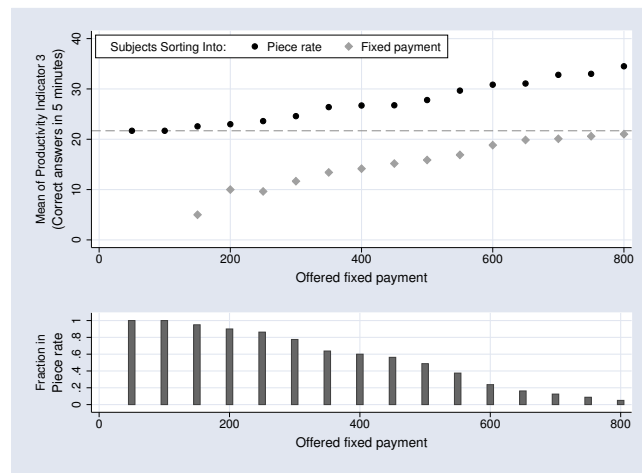 Mean of Productivity Indicator 3
(Correct answers in 5 minutes)
40
30
20
10
0
Subjects Sorting Into: Piece rate Fixed payment
0 200 400 600 800
Offered fixed payment
Fraction in
Piece rate
1
.8
.6
.4
.2
0
0 200 400 600 800
Offered fixed payment